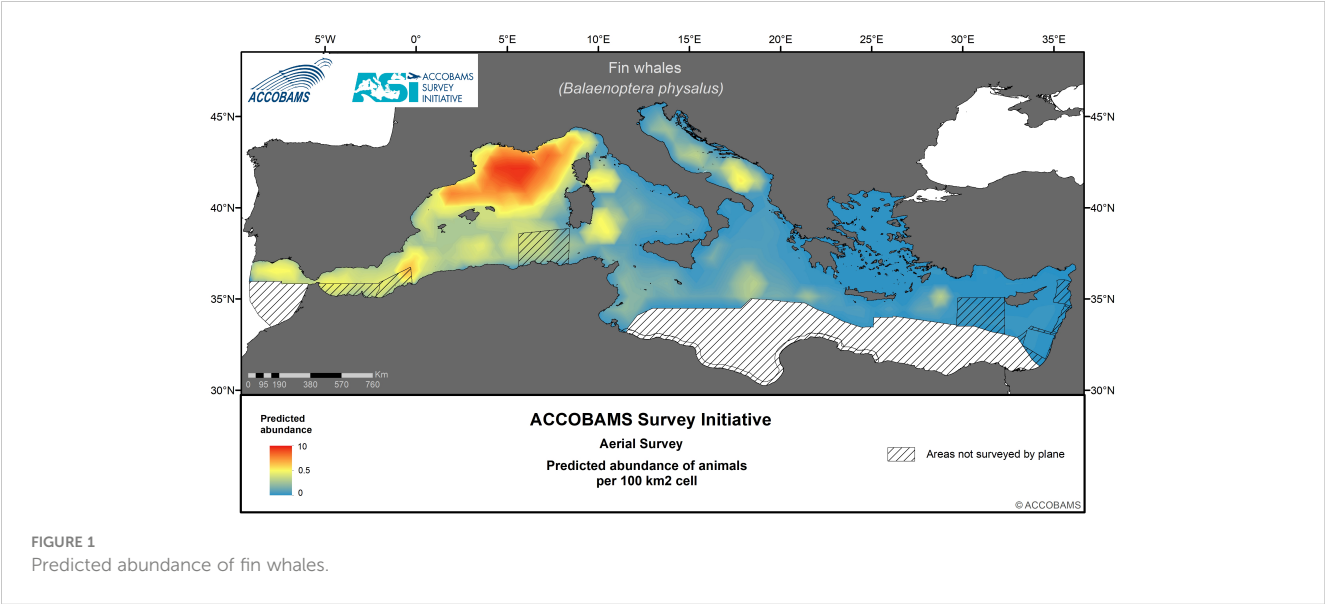 5°W 0° 5°E 10°E 15°E 20°E 25°E 30°E 35°E
ACCOBAMS
ASI
ACCOBAMS
SURVEY
INITIATIVE
Fin whales
(Balaenoptera physalus)
45°N 45°N
40°N 40°N
35°N 35°N
30°N 30°N
Km
0 95 190 380 570 760
Predicted
abundance
10
0.5
0
ACCOBAMS Survey Initiative
Aerial Survey
Predicted abundance of animals
per 100 km2 cell
Areas not surveyed by plane
© ACCOBAMS
FIGURE 1
Predicted abundance of fin whales.